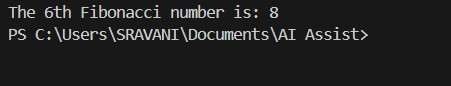 The 6th Fibonacci number is: 8
PS C:\Users\SRAVANI\Documents\AI Assist>